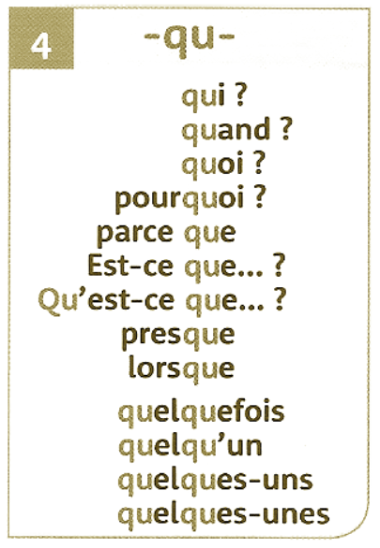 4
-qu-
qui ?
quand ?
quoi ?
pourquoi ?
parce que
Est-ce que... ?
Qu'est-ce que... ?
presque
lorsque
quelquefois
quelqu'un
quelques-uns
quelques-unes